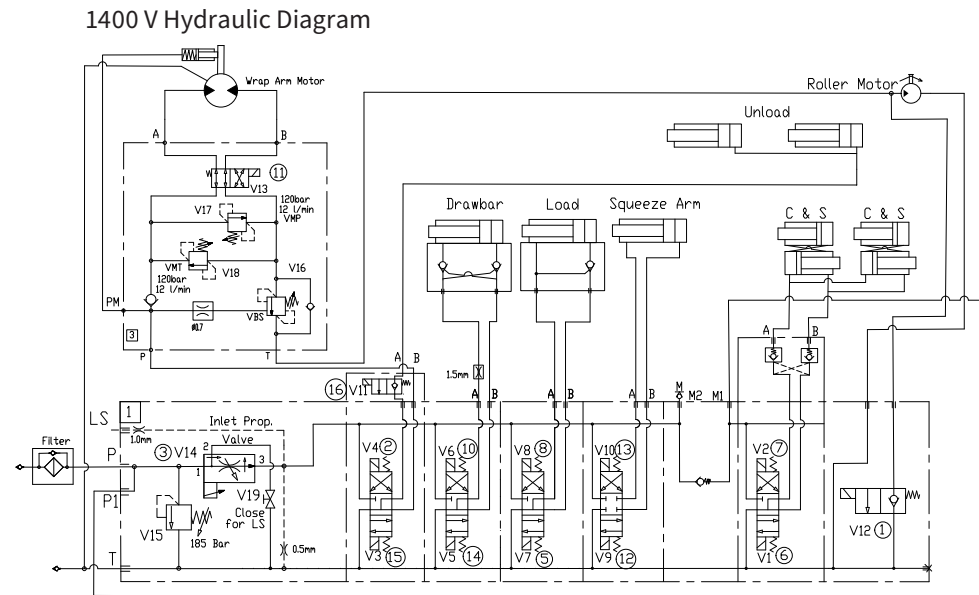 1400 V Hydraulic Diagram
Wrap Arm Motor
Roller Motor
Unload
A
B
W
11
V13
120bar
12 l/min
VMP
V17
Drawbar
Load
Squeeze Arm
C & S
C & S
VMT
V18
120bar
12 l/min
V16
PM
Ø0.7
VBS
3
P
T
A B
A
B
1.5mm
16
V11
A B
A B
A B
M
M2
M1
LS
1
1.0mm
Inlet Prop.
Valve
Filter
P
3
V14
2
1
3
V4
2
V6
10
V8
8
V10
13
V2
7
P1
V19
Close
for LS
V15
185 Bar
V12
1
0.5mm
V3
15
V5
14
V7
5
V9
12
V1
6
T